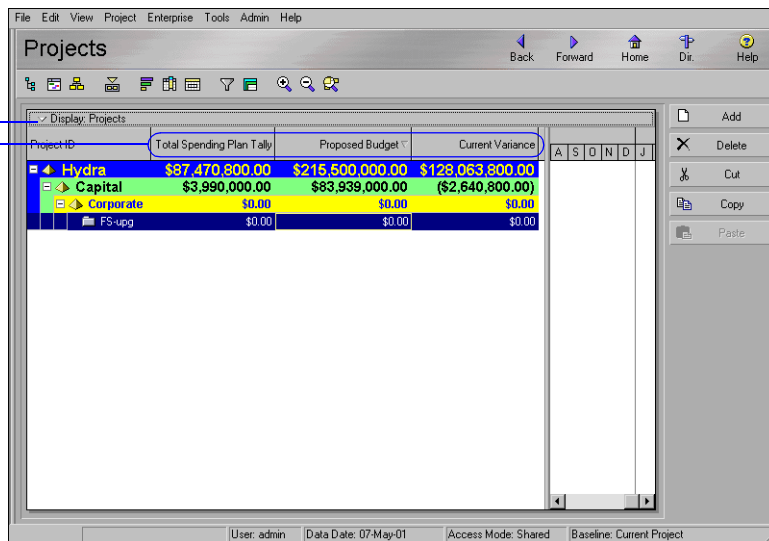 File Edit View Project Enterprise Tools Admin Help
Projects
Back Forward Home Dir. Help
Display: Projects
Project ID Total Spending Plan Tally Proposed Budget Current Variance
A S O N D J
Hydra $87,470,800.00 $215,500,000.00 $128,063,800.00
Capital $3,990,000.00 $83,939,000.00 ($2,640,800.00)
Corporate $0.00 $0.00 $0.00
FS-upg $0.00 $0.00 $0.00
Add
Delete
Cut
Copy
Paste
User: admin Data Date: 07-May-01 Access Mode: Shared Baseline: Current Project